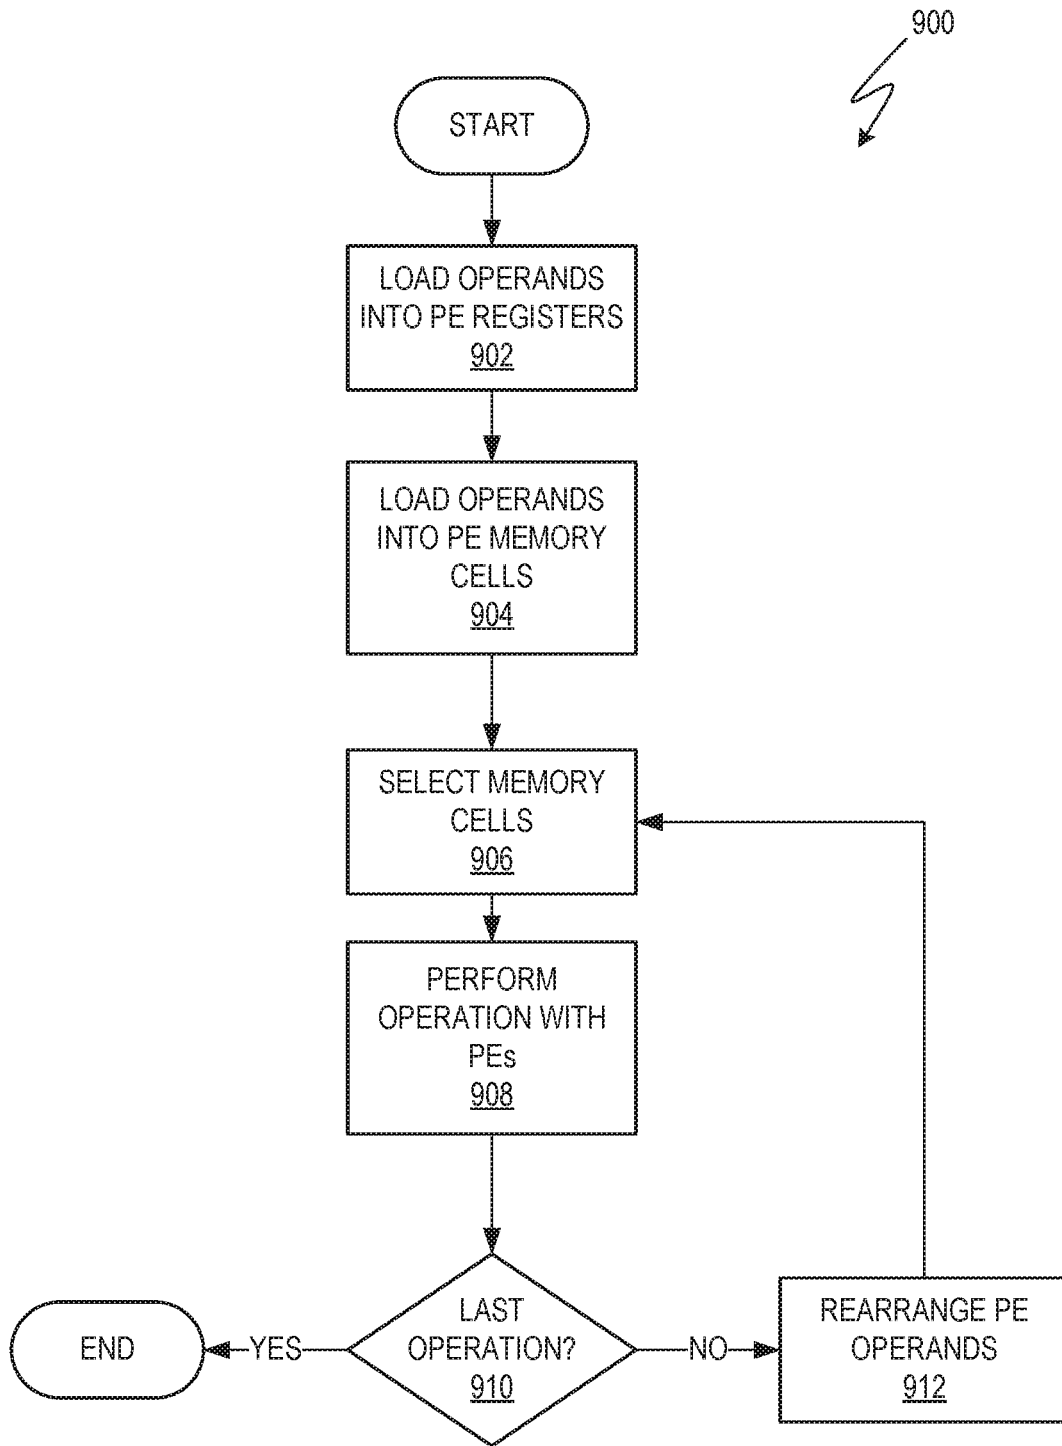 900
START
LOAD OPERANDS
INTO PE REGISTERS
902
LOAD OPERANDS
INTO PE MEMORY
CELLS
904
SELECT MEMORY
CELLS
906
PERFORM
OPERATION WITH
PEs
908
LAST
OPERATION?
910
YES
END
NO
REARRANGE PE
OPERANDS
912